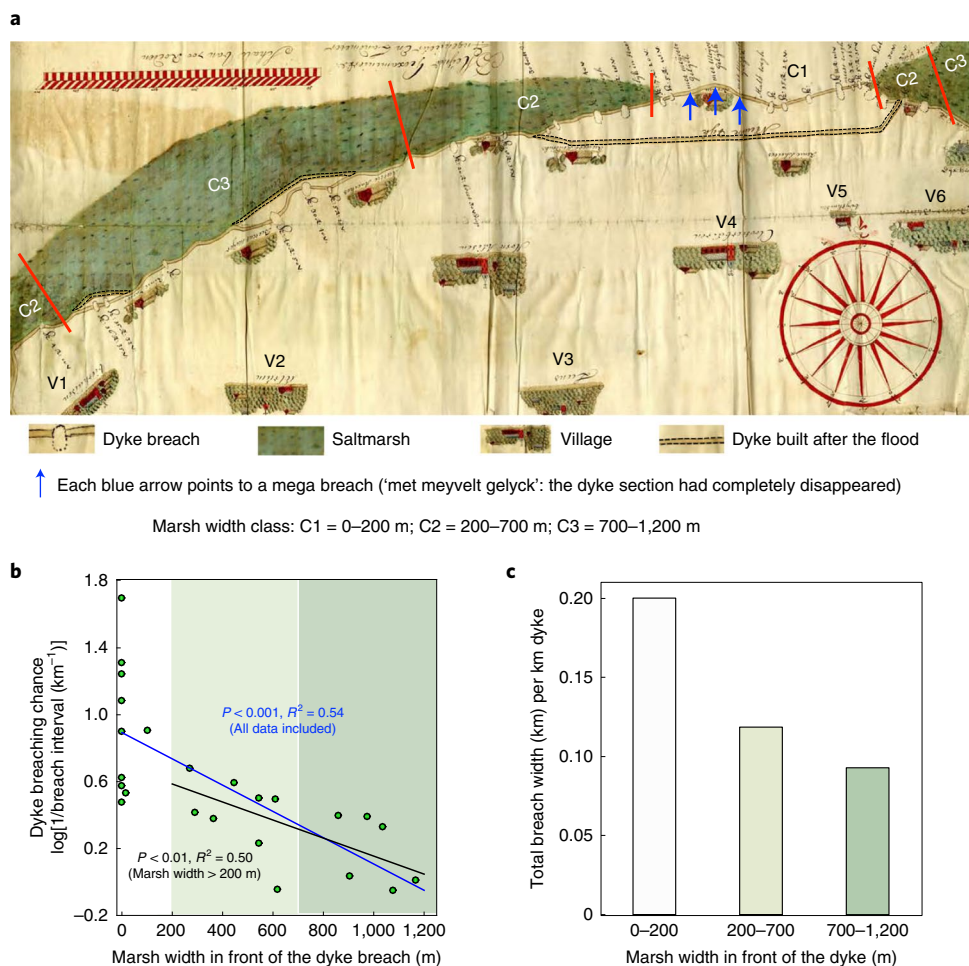 a
C1
C2
C3
C2
C3
C2
V1
V2
V3
V4
V5
V6
Dyke breach
Saltmarsh
Village
Dyke built after the flood
Each blue arrow points to a mega breach ('met meyvelt gelyck': the dyke section had completely disappeared)
Marsh width class: C1 = 0–200 m; C2 = 200–700 m; C3 = 700–1,200 m
b
Dyke breaching chance
log[1/breach interval (km⁻¹)]
1.8
1.4
1.0
0.6
0.2
–0.2
P < 0.001, R² = 0.54
(All data included)
P < 0.01, R² = 0.50
(Marsh width > 200 m)
0 200 400 600 800 1,000 1,200
Marsh width in front of the dyke breach (m)
c
Total breach width (km) per km dyke
0.20
0.15
0.10
0.05
0
0–200 200–700 700–1,200
Marsh width in front of the dyke (m)